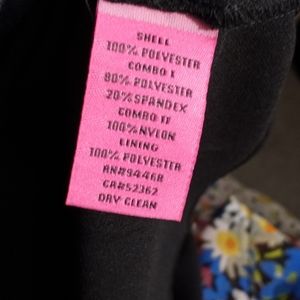 SHELL
100% POLYESTER
COMBO I
80% POLYESTER
20% SPANDEX
COMBO II
100% NYLON
LINING
100% POLYESTER
RN#94468
CA#52362
DRY CLEAN